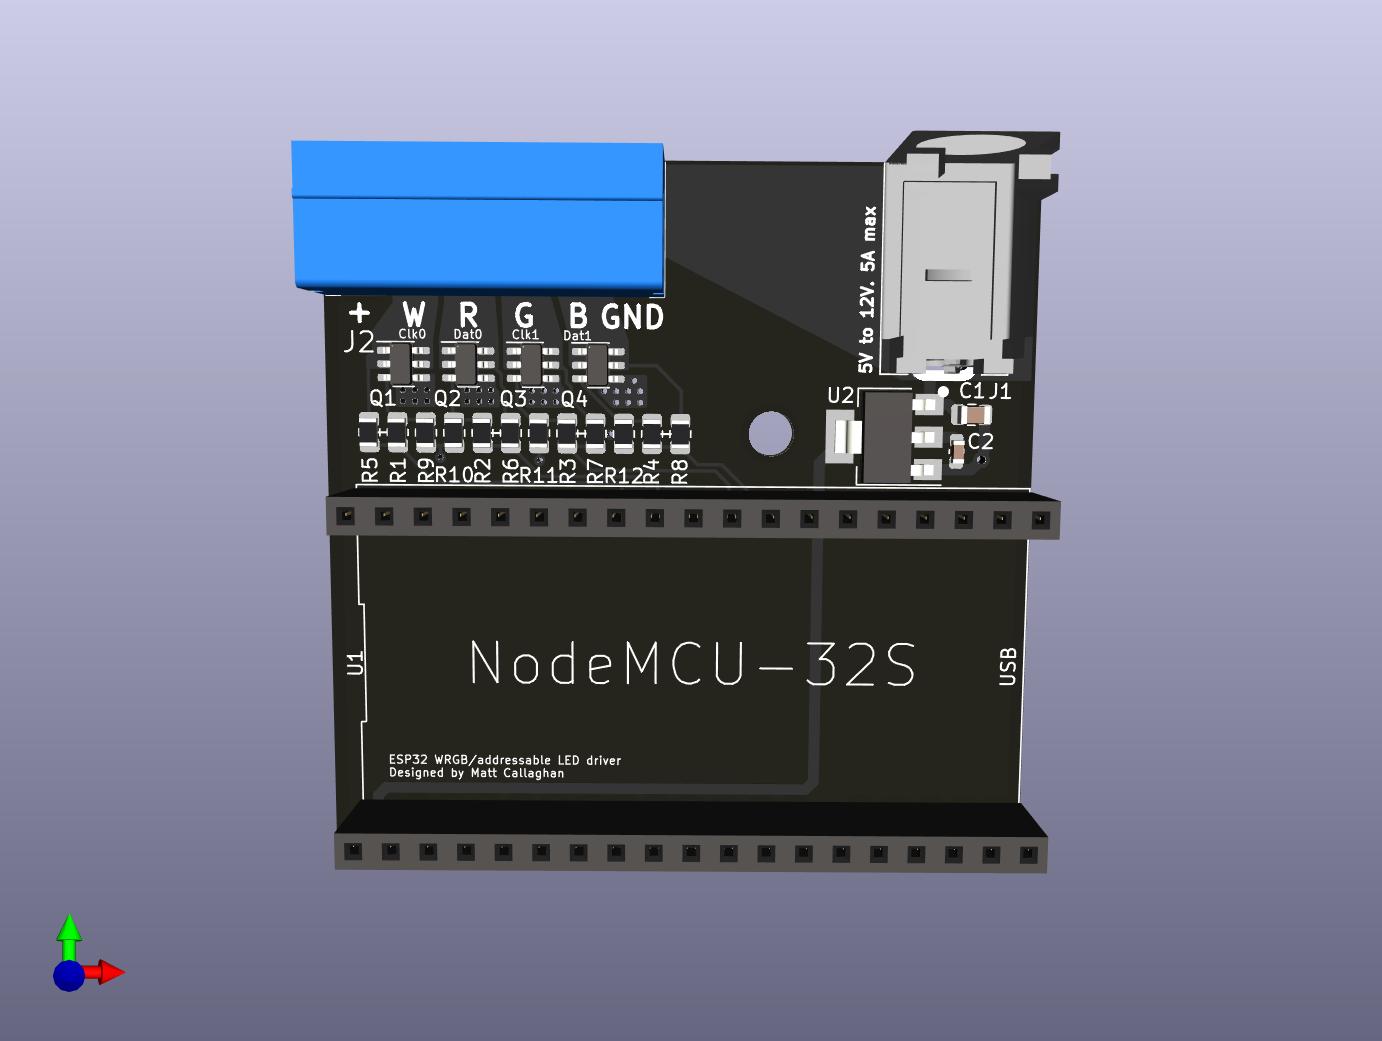 5V to 12V. 5A max
+ W R G B GND
Clk0 Dat0 Clk1 Dat1
J2
Q1 Q2 Q3 Q4
U2
C1 J1
C2
R5 R1 R9 R10 R2 R6 R11 R3 R7 R12 R4 R8
U1
NodeMCU-32S
USB
ESP32 WRGB/addressable LED driver
Designed by Matt Callaghan